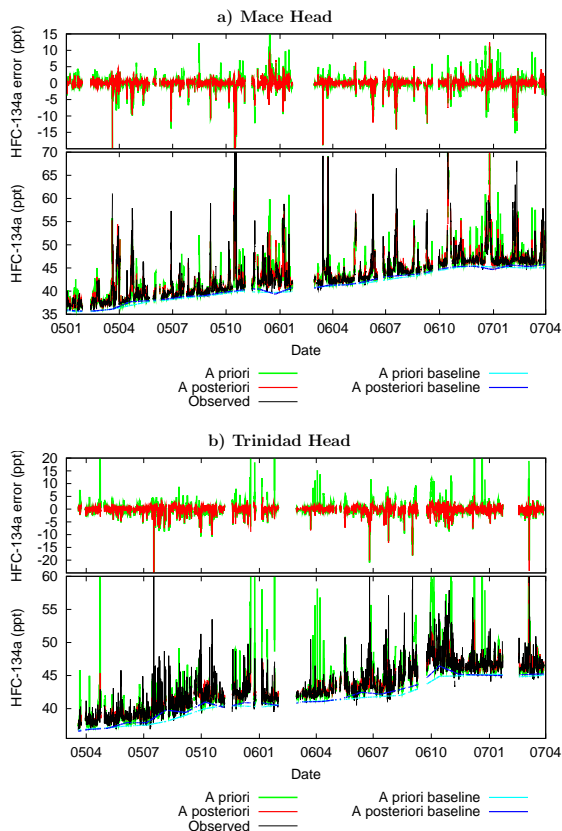 a) Mace Head
HFC-134a error (ppt)
15
10
5
0
-5
-10
-15
HFC-134a (ppt)
70
65
60
55
50
45
40
35
0501 0504 0507 0510 0601 0604 0607 0610 0701 0704
Date
A priori
A posteriori
Observed
A priori baseline
A posteriori baseline
b) Trinidad Head
HFC-134a error (ppt)
20
15
10
5
0
-5
-10
-15
-20
HFC-134a (ppt)
60
55
50
45
40
0504 0507 0510 0601 0604 0607 0610 0701 0704
Date
A priori
A posteriori
Observed
A priori baseline
A posteriori baseline